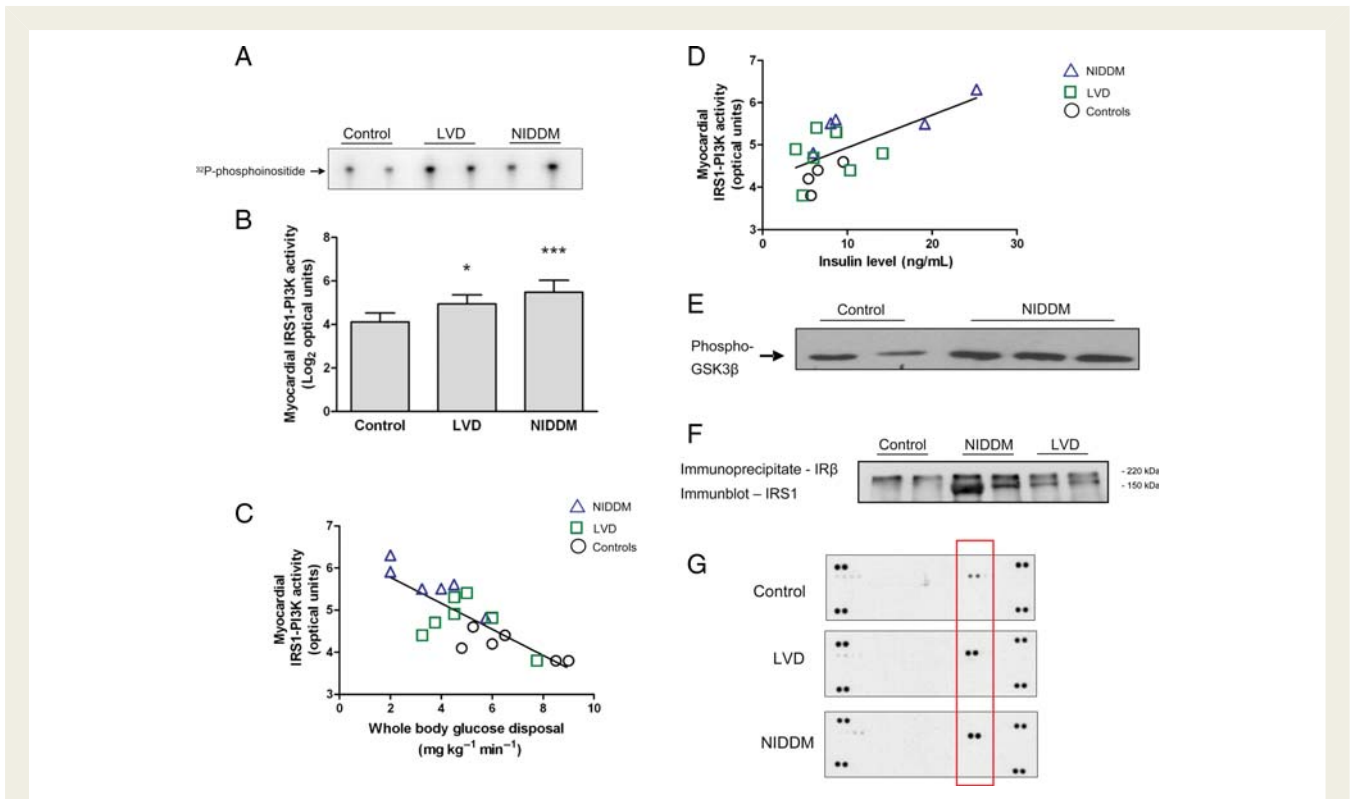 A
Control LVD NIDDM
³²P-phosphoinositide
B
Myocardial IRS1-PI3K activity
(Log₂ optical units)
8
6
4
2
0
* ***
Control LVD NIDDM
C
NIDDM
LVD
Controls
Myocardial
IRS1-PI3K activity
(optical units)
7
6
5
4
3
0 2 4 6 8 10
Whole body glucose disposal
(mg kg⁻¹ min⁻¹)
D
NIDDM
LVD
Controls
Myocardial
IRS1-PI3K activity
(optical units)
7
6
5
4
3
0 10 20 30
Insulin level (ng/mL)
E
Control NIDDM
Phospho-
GSK3β
F
Control NIDDM LVD
Immunoprecipitate - IRβ
Immunblot – IRS1
- 220 kDa
- 150 kDa
G
Control
LVD
NIDDM